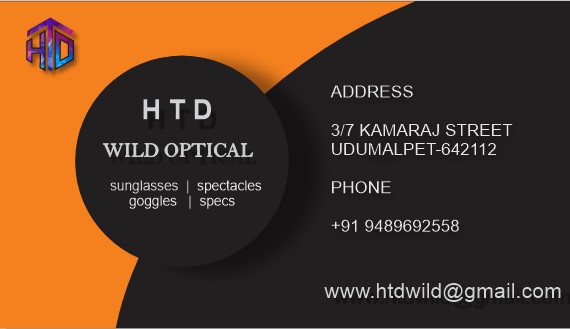 HTD
H T D
WILD OPTICAL
sunglasses | spectacles
goggles | specs
ADDRESS
3/7 KAMARAJ STREET
UDUMALPET-642112
PHONE
+91 9489692558
www.htdwild@gmail.com